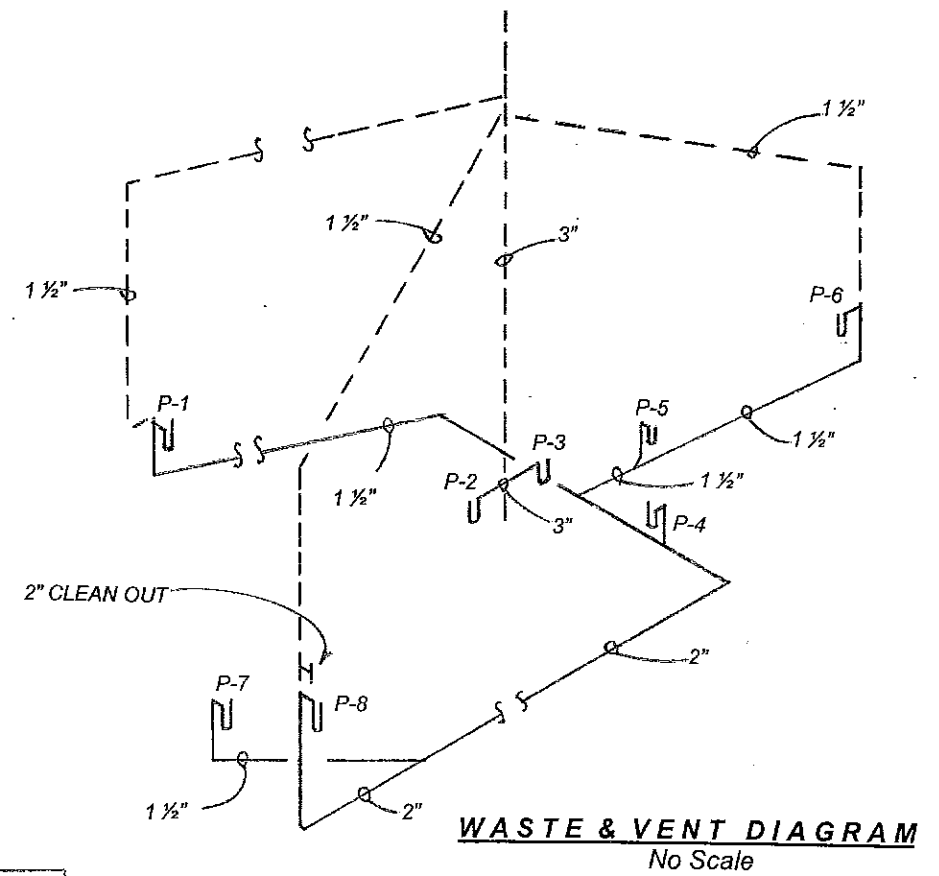 1 ½"
1 ½"
3"
1 ½"
P-6
P-1
P-5
P-3
1 ½"
P-2
1 ½"
1 ½"
3"
P-4
2" CLEAN OUT
2"
P-7
P-8
1 ½"
2"
WASTE & VENT DIAGRAM
No Scale